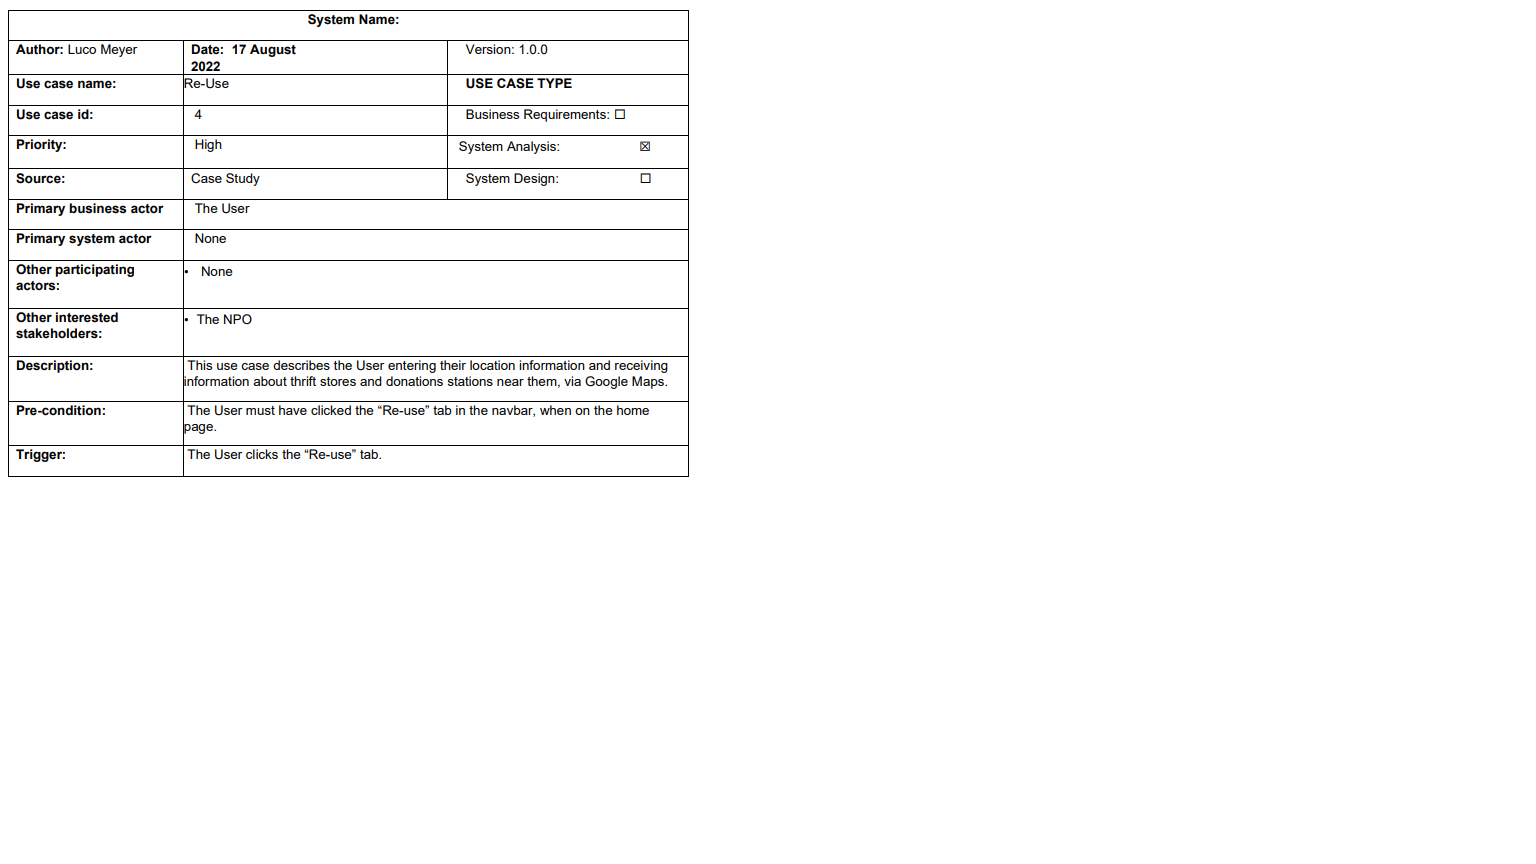 System Name:
Author: Luco Meyer
Date: 17 August
2022
Version: 1.0.0
Use case name:
Re-Use
USE CASE TYPE
Use case id:
4
Business Requirements: ☐
Priority:
High
System Analysis: ☒
Source:
Case Study
System Design: ☐
Primary business actor
The User
Primary system actor
None
Other participating
actors:
• None
Other interested
stakeholders:
• The NPO
Description:
This use case describes the User entering their location information and receiving
information about thrift stores and donations stations near them, via Google Maps.
Pre-condition:
The User must have clicked the “Re-use” tab in the navbar, when on the home
page.
Trigger:
The User clicks the “Re-use” tab.